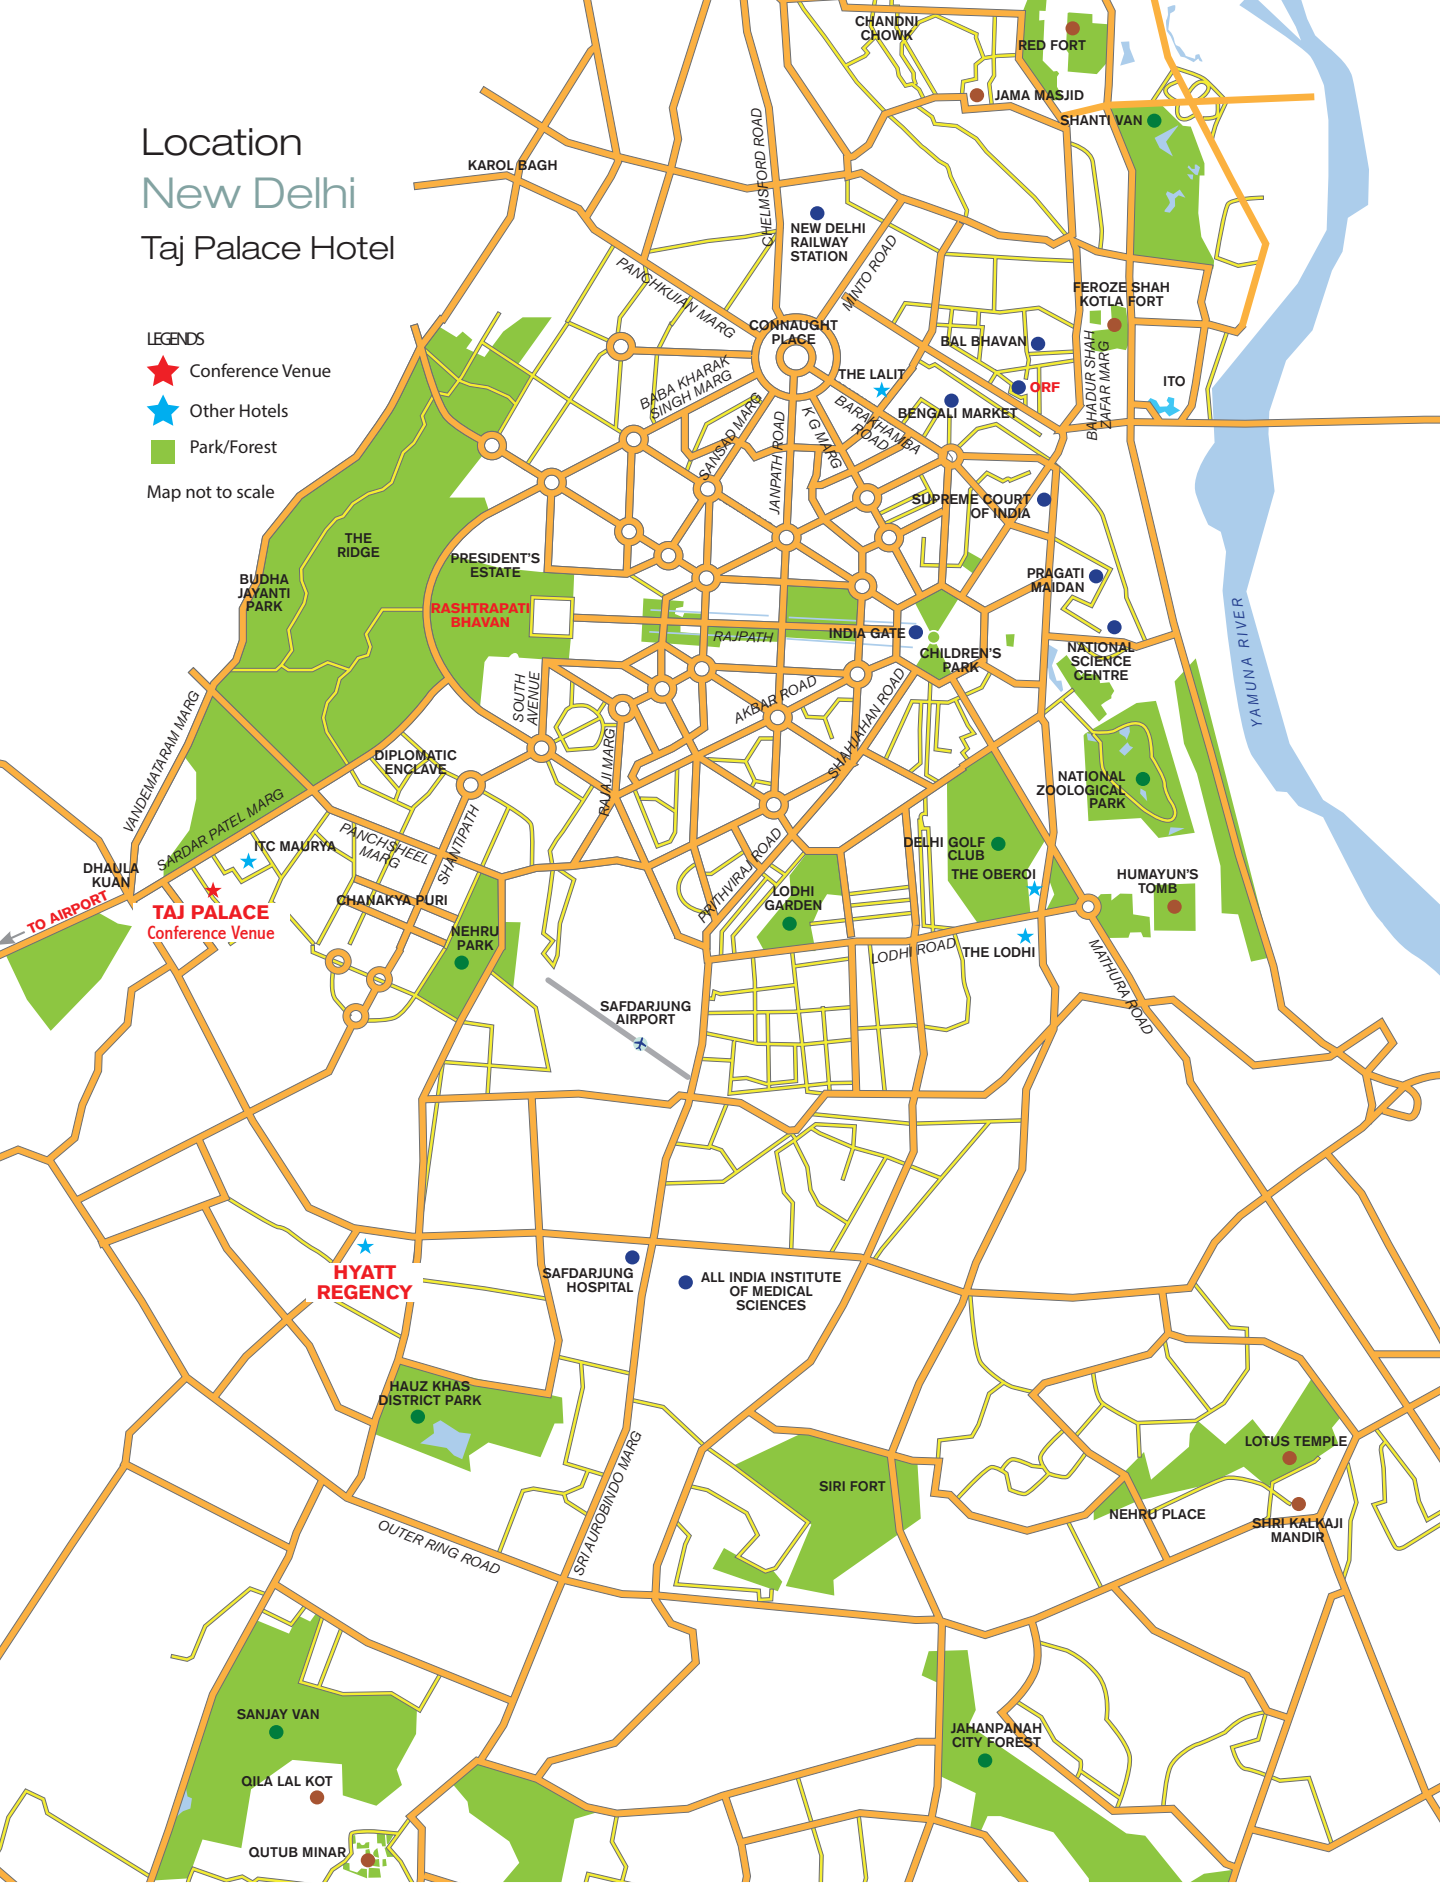 CHANDNI
CHOWK
RED FORT
JAMA MASJID
SHANTI VAN
Location
New Delhi
Taj Palace Hotel
KAROL BAGH
CHELMSFORD ROAD
NEW DELHI
RAILWAY
STATION
MINTO ROAD
PANCHKUIAN MARG
FEROZE SHAH
KOTLA FORT
LEGENDS
Conference Venue
Other Hotels
Park/Forest
Map not to scale
CONNAUGHT
PLACE
BAL BHAVAN
BAHADUR SHAH
ZAFAR MARG
THE LALIT
ORF
ITO
BABA KHARAK
SINGH MARG
BENGALI MARKET
SANSAD MARG
JANPATH ROAD
K G MARG
BARAKHAMBA
ROAD
SUPREME COURT
OF INDIA
THE
RIDGE
PRESIDENT'S
ESTATE
BUDHA
JAYANTI
PARK
PRAGATI
MAIDAN
RASHTRAPATI
BHAVAN
RAJPATH
INDIA GATE
CHILDREN'S
PARK
NATIONAL
SCIENCE
CENTRE
YAMUNA RIVER
SOUTH
AVENUE
AKBAR ROAD
SHAHJAHAN ROAD
VANDEMATARAM MARG
DIPLOMATIC
ENCLAVE
RAJAJI MARG
NATIONAL
ZOOLOGICAL
PARK
SARDAR PATEL MARG
PANCHSHEEL
MARG
SHANTIPATH
ITC MAURYA
DELHI GOLF
CLUB
DHAULA
KUAN
THE OBEROI
HUMAYUN'S
TOMB
PRITHVIRAJ ROAD
LODHI
GARDEN
CHANAKYA PURI
TO AIRPORT
TAJ PALACE
Conference Venue
NEHRU
PARK
LODHI ROAD
THE LODHI
MATHURA ROAD
SAFDARJUNG
AIRPORT
HYATT
REGENCY
SAFDARJUNG
HOSPITAL
ALL INDIA INSTITUTE
OF MEDICAL
SCIENCES
HAUZ KHAS
DISTRICT PARK
LOTUS TEMPLE
SIRI FORT
SRI AUROBINDO MARG
NEHRU PLACE
SHRI KALKAJI
MANDIR
OUTER RING ROAD
SANJAY VAN
JAHANPANAH
CITY FOREST
QILA LAL KOT
QUTUB MINAR